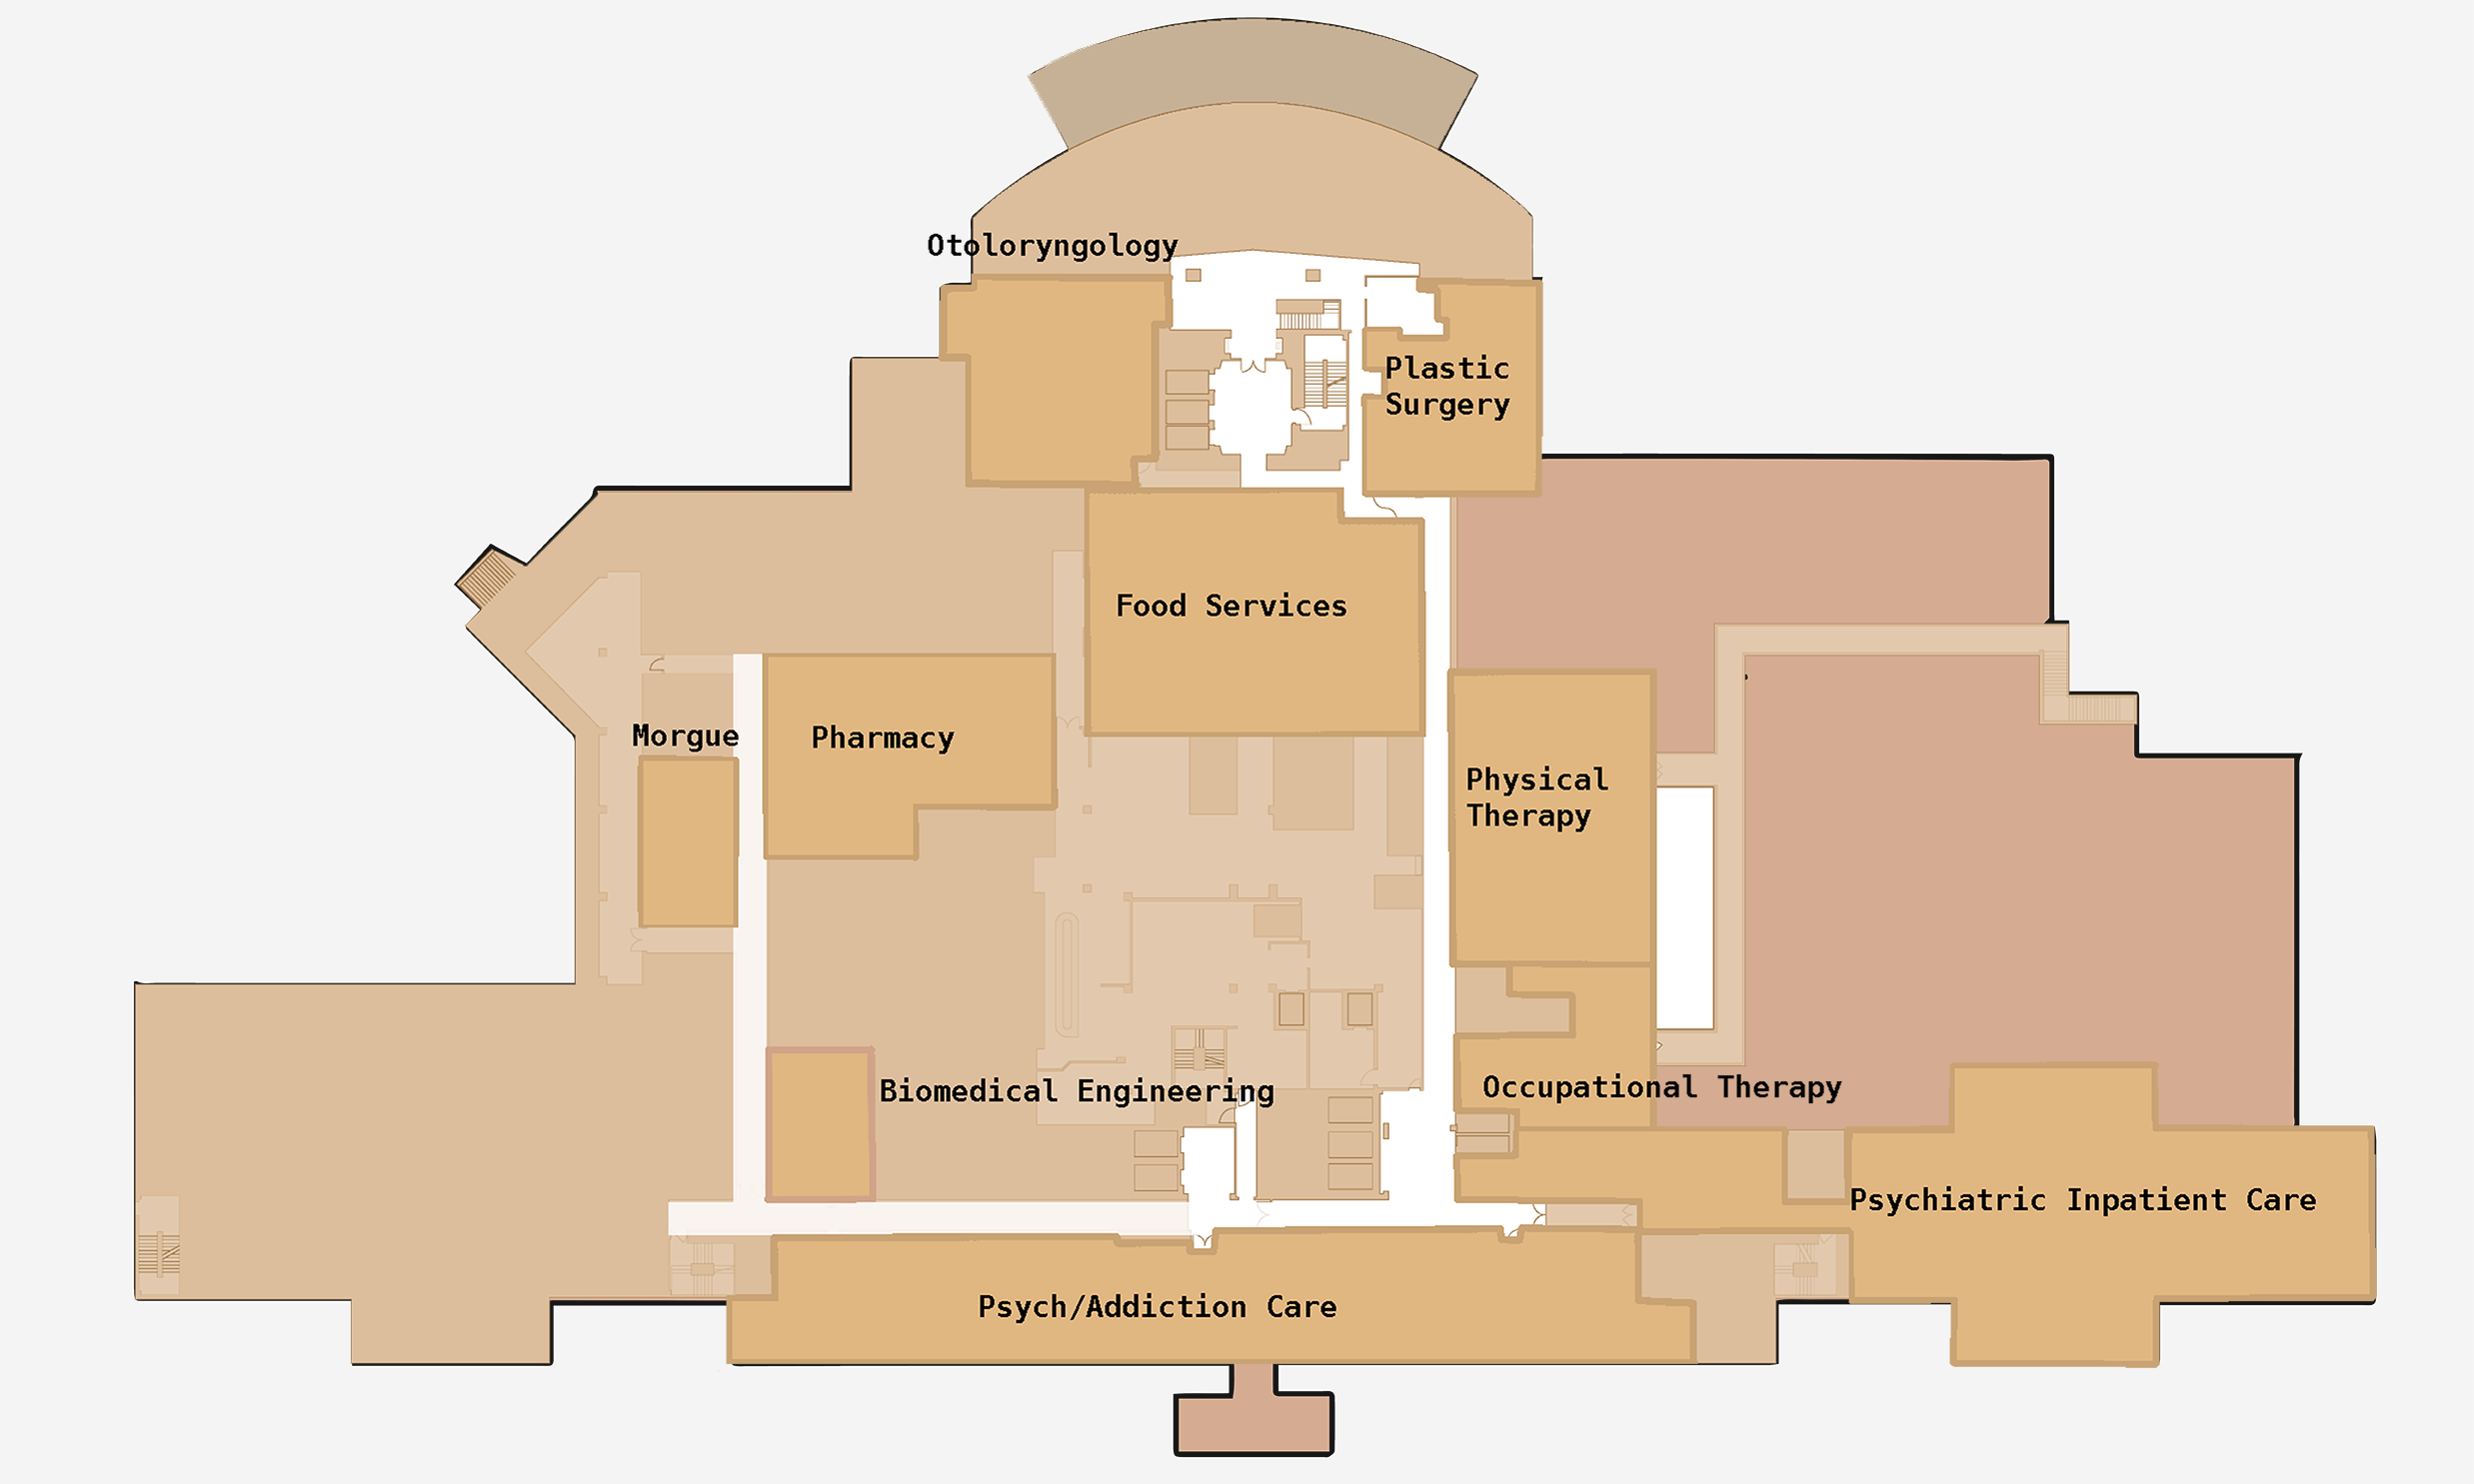 Otoloryngology
Plastic
Surgery
Food Services
Morgue
Pharmacy
Physical
Therapy
Biomedical Engineering
Occupational Therapy
Psychiatric Inpatient Care
Psych/Addiction Care